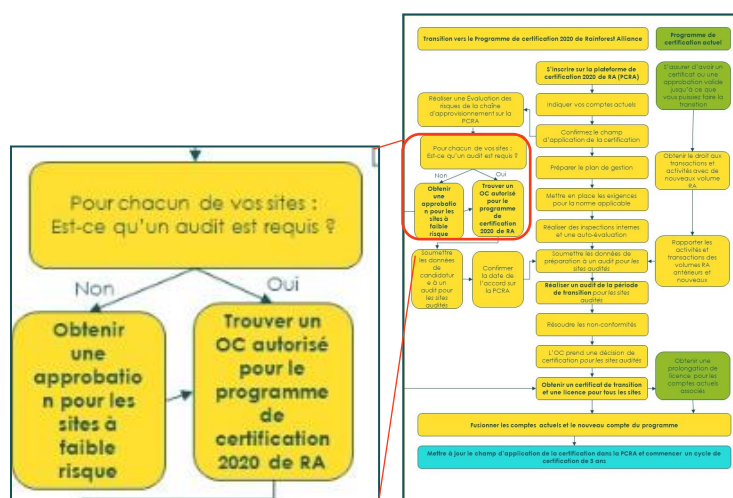 Pour chacun de vos sites :
Est-ce qu'un audit est requis ?
Non
Oui
Obtenir
une
approbatio
n pour les
sites à
faible
risque
Trouver un
OC autorisé
pour le
programme
de
certification
2020 de RA
Transition vers le Programme de certification 2020 de Rainforest Alliance
Programme de
certification actuel
S'inscrire sur la plateforme de
certification 2020 de RA (PCRA)
S'assurer d'avoir un
certificat ou une
approbation valide
jusqu'à ce que
vous puissiez faire la
transition
Réaliser une Évaluation des
risques de la chaîne
d'approvisionnement sur la
PCRA
Indiquer vos comptes actuels
Confirmez le champ
d'application de la certification
Pour chacun de vos sites :
Est-ce qu'un audit est requis ?
Non
Oui
Obtenir
une
approbatio
n pour les
sites à
faible
risque
Trouver un
OC autorisé
pour le
programme
de
certification
2020 de RA
Préparer le plan de gestion
Obtenir le droit aux
transactions et
activités avec de
nouveaux volume
RA
Mettre en place les exigences
pour la norme applicable
Réaliser des inspections internes
et une auto-évaluation
Soumettre
les données
de
candidatur
e à un
audit pour
les sites
audités
Confirmer
la date de
l'accord sur
la PCRA
Soumettre les données de
préparation à un audit pour les
sites audités
Rapporter les
activités et
transactions des
volumes RA
antérieurs et
nouveaux
Réaliser un audit de la période
de transition pour les sites
audités
Résoudre les non-conformités
L'OC prend une décision de
certification pour les sites audités
Obtenir un certificat de transition
et une licence pour tous les sites
Obtenir une
prolongation de
licence pour les
comptes actuels
associés
Fusionner les comptes actuels et le nouveau compte du programme
Mettre à jour le champ d'application de la certification dans la PCRA et commencer un cycle de
certification de 3 ans